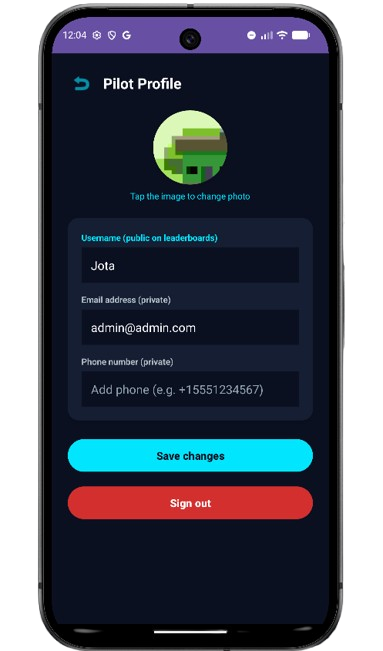 12:04
Pilot Profile
Tap the image to change photo
Username (public on leaderboards)
Jota
Email address (private)
admin@admin.com
Phone number (private)
Add phone (e.g. +15551234567)
Save changes
Sign out